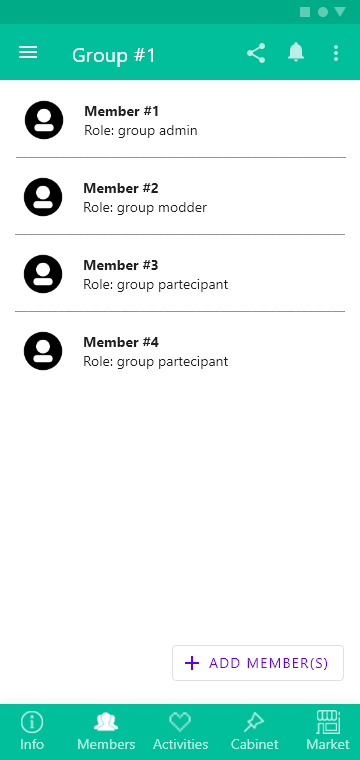 Group #1
Member #1
Role: group admin
Member #2
Role: group modder
Member #3
Role: group partecipant
Member #4
Role: group partecipant
ADD MEMBER(S)
Info Members Activities Cabinet Market